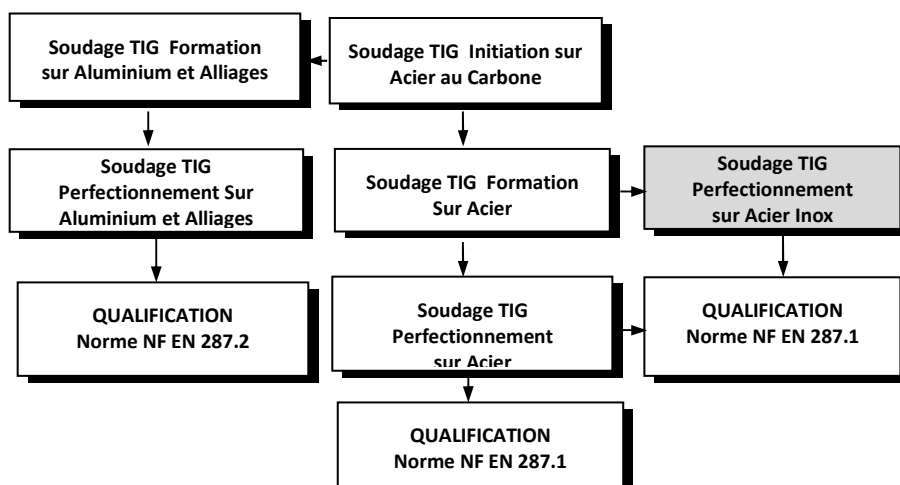 Soudage TIG Formation
sur Aluminium et Alliages
Soudage TIG Initiation sur
Acier au Carbone
Soudage TIG
Perfectionnement Sur
Aluminium et Alliages
Soudage TIG Formation
Sur Acier
Soudage TIG
Perfectionnement
sur Acier Inox
QUALIFICATION
Norme NF EN 287.2
Soudage TIG
Perfectionnement
sur Acier
QUALIFICATION
Norme NF EN 287.1
QUALIFICATION
Norme NF EN 287.1